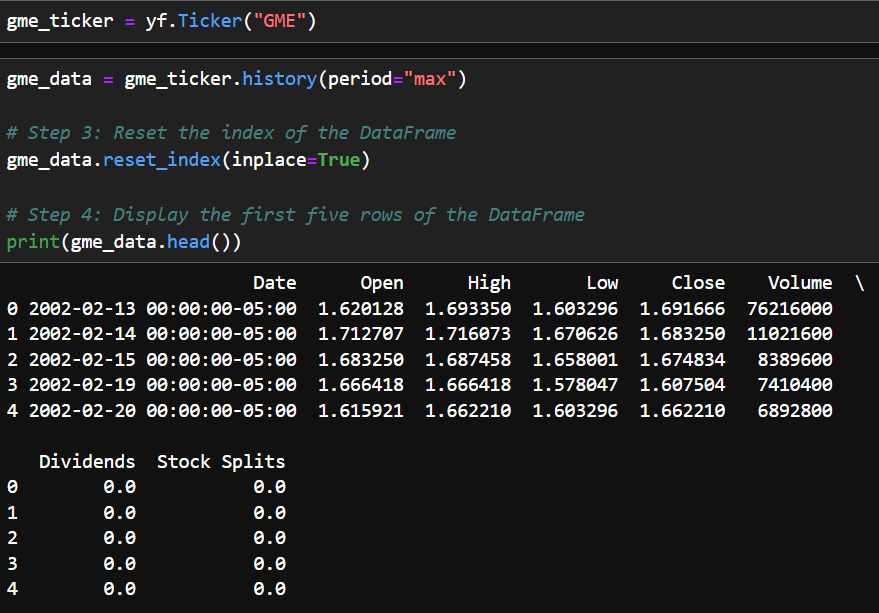 gme_ticker = yf.Ticker("GME")
gme_data = gme_ticker.history(period="max")
# Step 3: Reset the index of the DataFrame
gme_data.reset_index(inplace=True)
# Step 4: Display the first five rows of the DataFrame
print(gme_data.head())
                       Date      Open      High       Low     Close    Volume  \
0 2002-02-13 00:00:00-05:00  1.620128  1.693350  1.603296  1.691666  76216000
1 2002-02-14 00:00:00-05:00  1.712707  1.716073  1.670626  1.683250  11021600
2 2002-02-15 00:00:00-05:00  1.683250  1.687458  1.658001  1.674834   8389600
3 2002-02-19 00:00:00-05:00  1.666418  1.666418  1.578047  1.607504   7410400
4 2002-02-20 00:00:00-05:00  1.615921  1.662210  1.603296  1.662210   6892800
   Dividends  Stock Splits
0        0.0           0.0
1        0.0           0.0
2        0.0           0.0
3        0.0           0.0
4        0.0           0.0